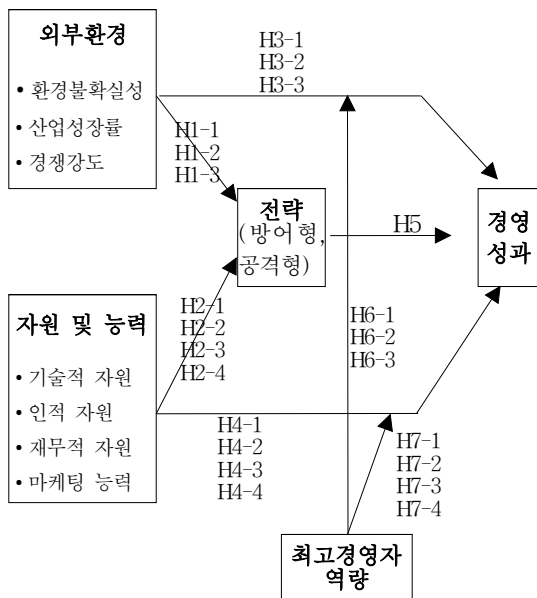 외부환경
• 환경불확실성
• 산업성장률
• 경쟁강도
H3-1
H3-2
H3-3
H1-1
H1-2
H1-3
전략
(방어형,
공격형)
H5
경영
성과
자원 및 능력
• 기술적 자원
• 인적 자원
• 재무적 자원
• 마케팅 능력
H2-1
H2-2
H2-3
H2-4
H6-1
H6-2
H6-3
H4-1
H4-2
H4-3
H4-4
H7-1
H7-2
H7-3
H7-4
최고경영자
역량